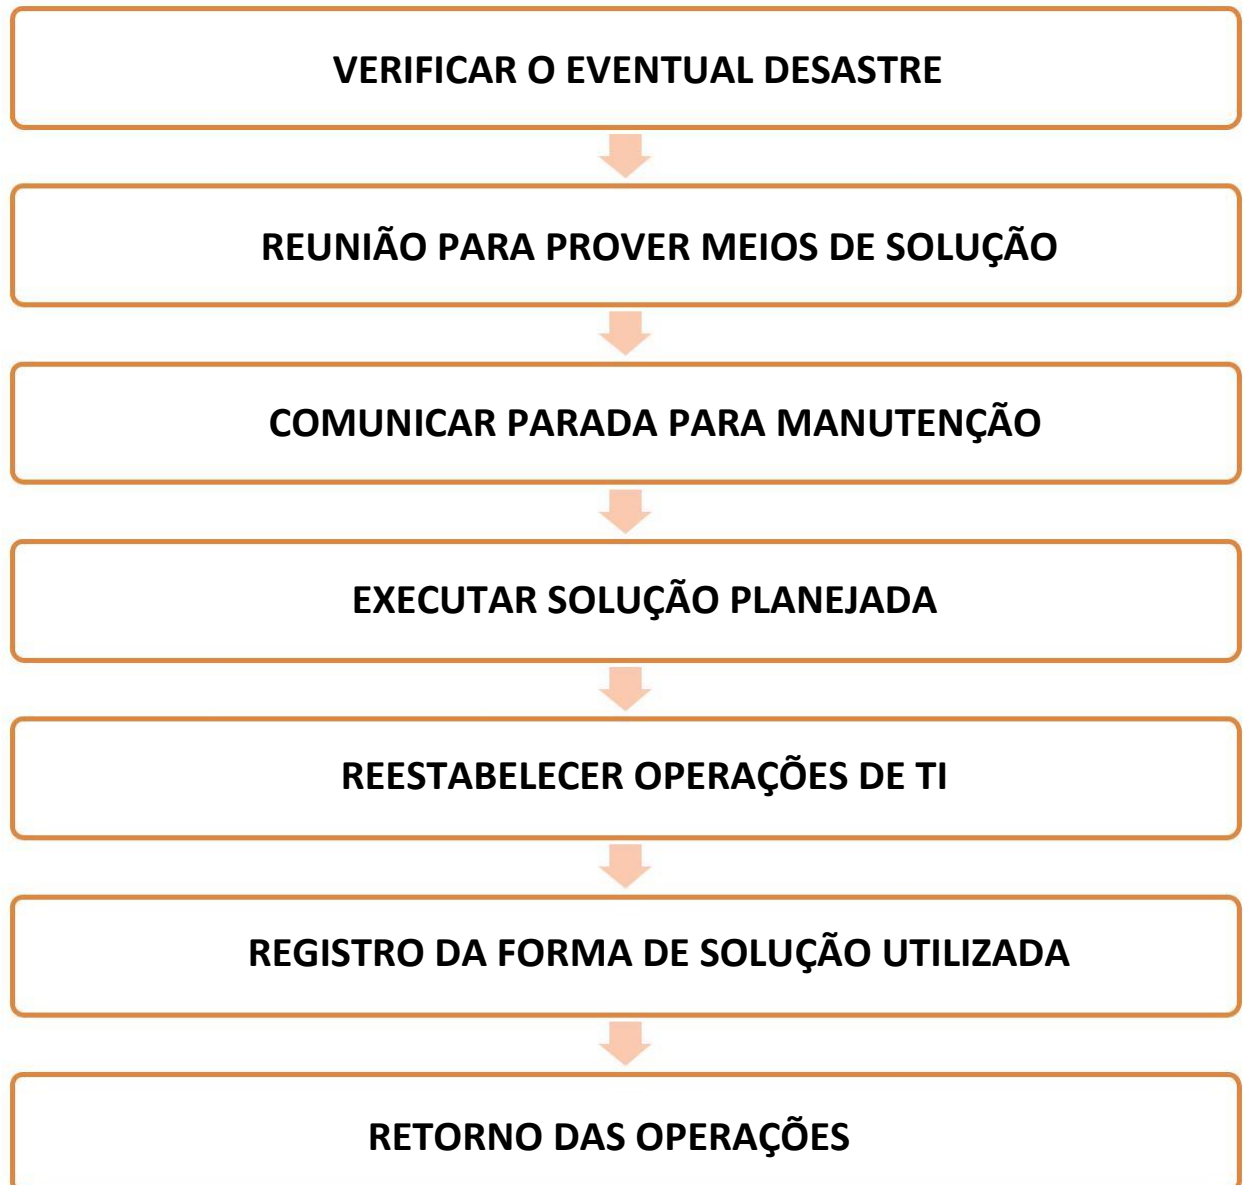 VERIFICAR O EVENTUAL DESASTRE
REUNIÃO PARA PROVER MEIOS DE SOLUÇÃO
COMUNICAR PARADA PARA MANUTENÇÃO
EXECUTAR SOLUÇÃO PLANEJADA
REESTABELECER OPERAÇÕES DE TI
REGISTRO DA FORMA DE SOLUÇÃO UTILIZADA
RETORNO DAS OPERAÇÕES